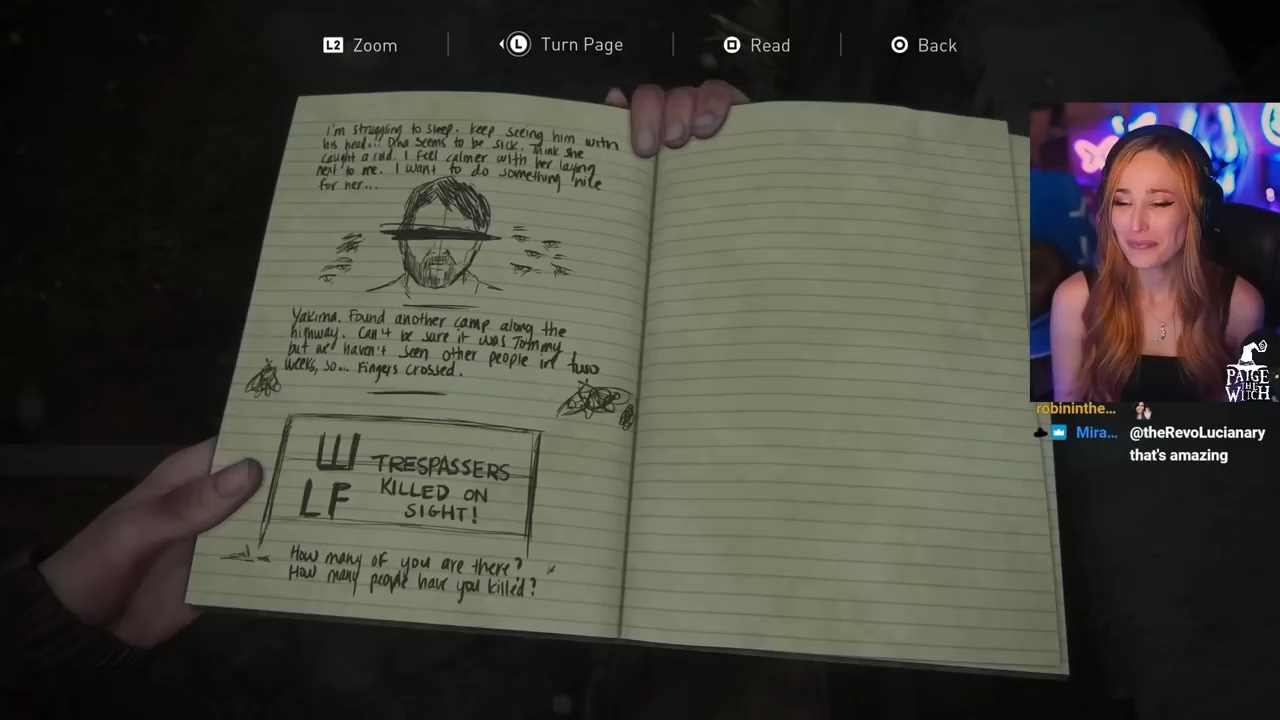 L2 Zoom
L Turn Page
Read
Back
I'm struggling to sleep. Keep seeing him with
his head... Dina seems to be sick. Think she
caught a cold. I feel calmer with her laying
next to me. I want to do something nice
for her...
Yakima. Found another camp along the
highway. Can't be sure it was Tommy
but we haven't seen other people in two
weeks, so... Fingers crossed.
W TRESPASSERS
LF KILLED ON
SIGHT!
How many of you are there?
How many people have you killed?
PAIGE
THE
WITCH
robininthe...
Mira... @theRevoLucianary
that's amazing